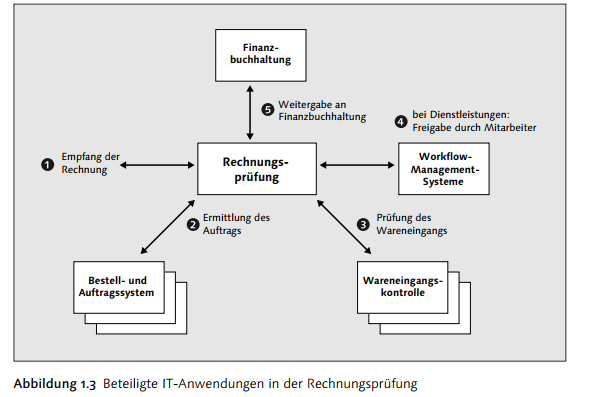 Finanz-
buchhaltung
5 Weitergabe an
Finanzbuchhaltung
4 bei Dienstleistungen:
Freigabe durch Mitarbeiter
1 Empfang der
Rechnung
Rechnungs-
prüfung
Workflow-
Management-
Systeme
2 Ermittlung des
Auftrags
3 Prüfung des
Wareneingangs
Bestell- und
Auftragssystem
Wareneingangs-
kontrolle
Abbildung 1.3 Beteiligte IT-Anwendungen in der Rechnungsprüfung